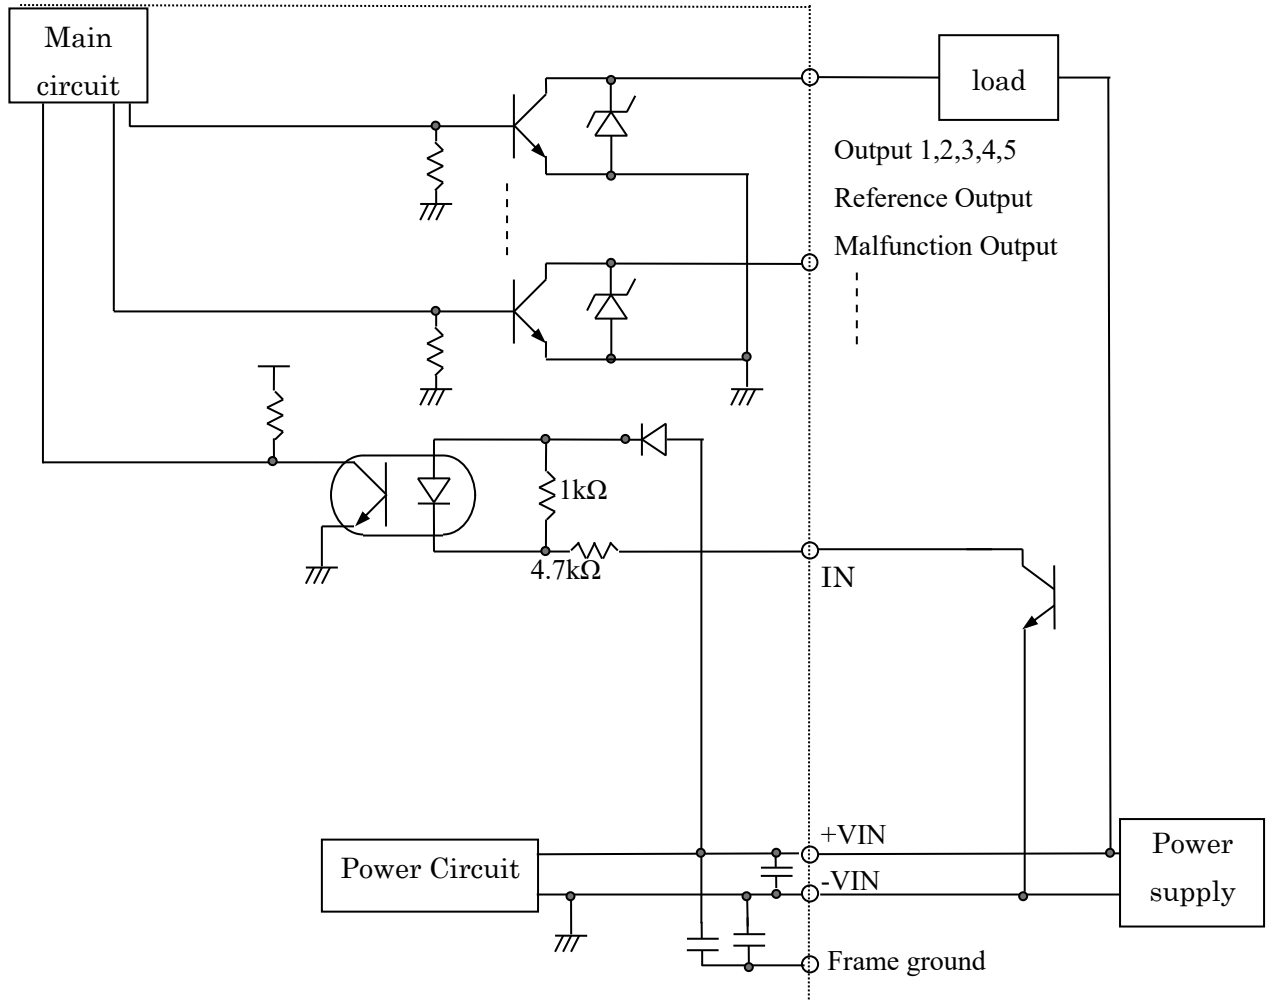 Main
circuit
load
Output 1,2,3,4,5
Reference Output
Malfunction Output
1kΩ
4.7kΩ
IN
+VIN
-VIN
Power Circuit
Power
supply
Frame ground